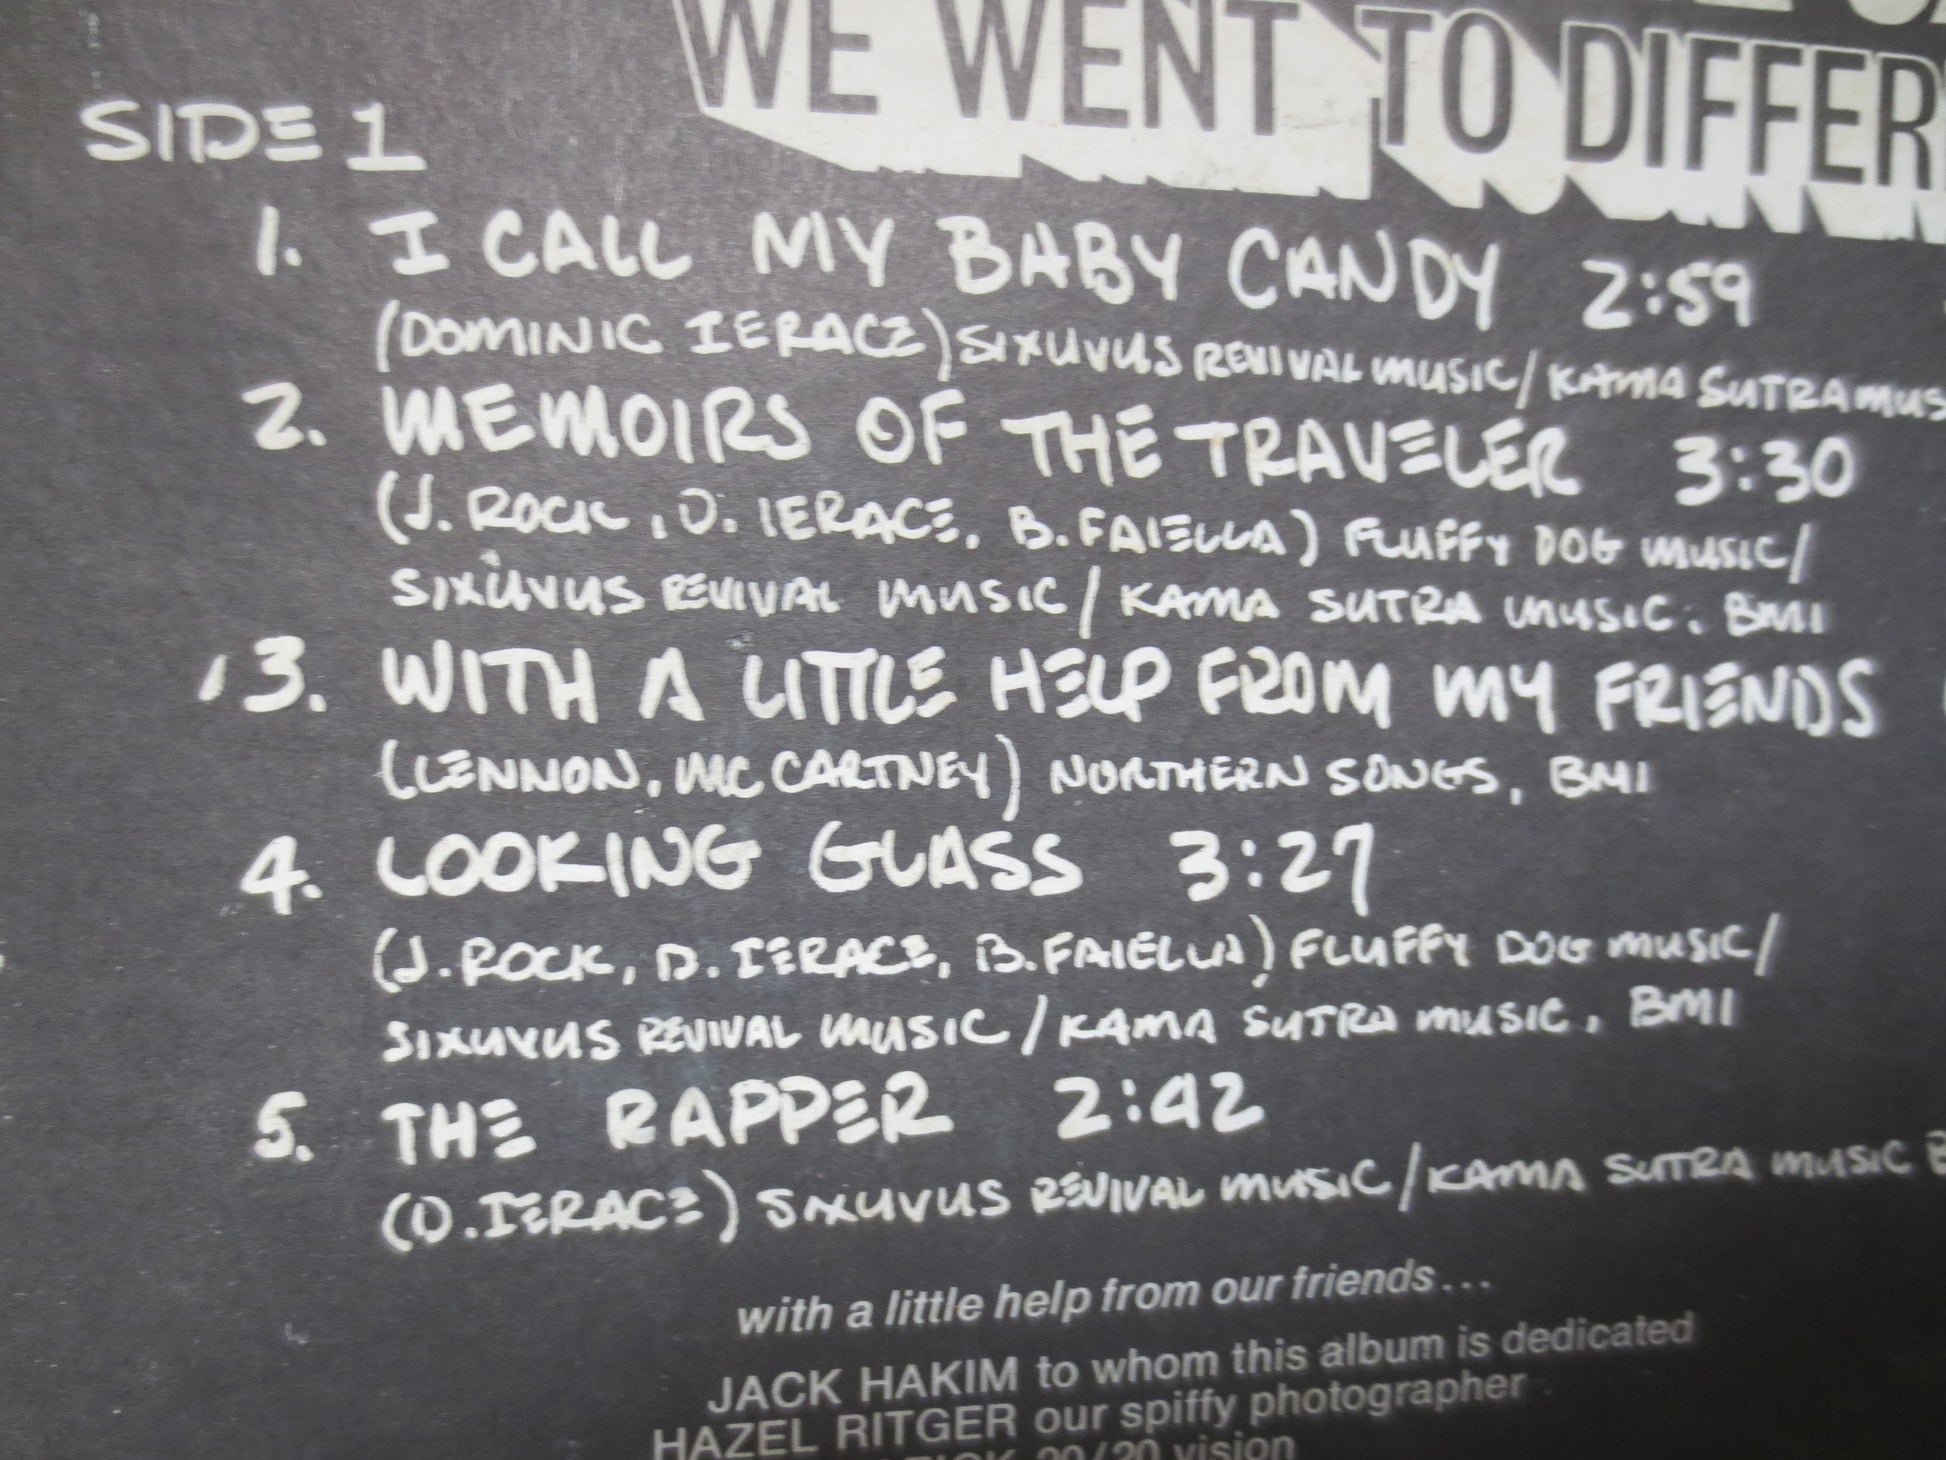 WE WENT TO DIFFER
SIDE 1
1. I CALL MY BABY CANDY 2:59
(DOMINIC IERACE) SIXUVUS REVIVAL MUSIC/KAMA SUTRA MUS
2. MEMOIRS OF THE TRAVELER 3:30
(J. ROCK, D. IERACE, B. FAIELLA) FLUFFY DOG MUSIC/
SIXUVUS REVIVAL MUSIC/KAMA SUTRA MUSIC. BMI
3. WITH A LITTLE HELP FROM MY FRIENDS
(LENNON, MC CARTNEY) NORTHERN SONGS, BMI
4. LOOKING GLASS 3:27
(J. ROCK, D. IERACE, B. FAIELLA) FLUFFY DOG MUSIC/
SIXUVUS REVIVAL MUSIC/KAMA SUTRA MUSIC, BMI
5. THE RAPPER 2:42
(D. IERACE) SIXUVUS REVIVAL MUSIC/KAMA SUTRA MUSIC B
with a little help from our friends...
JACK HAKIM to whom this album is dedicated
HAZEL RITGER our spiffy photographer
20/20 vision